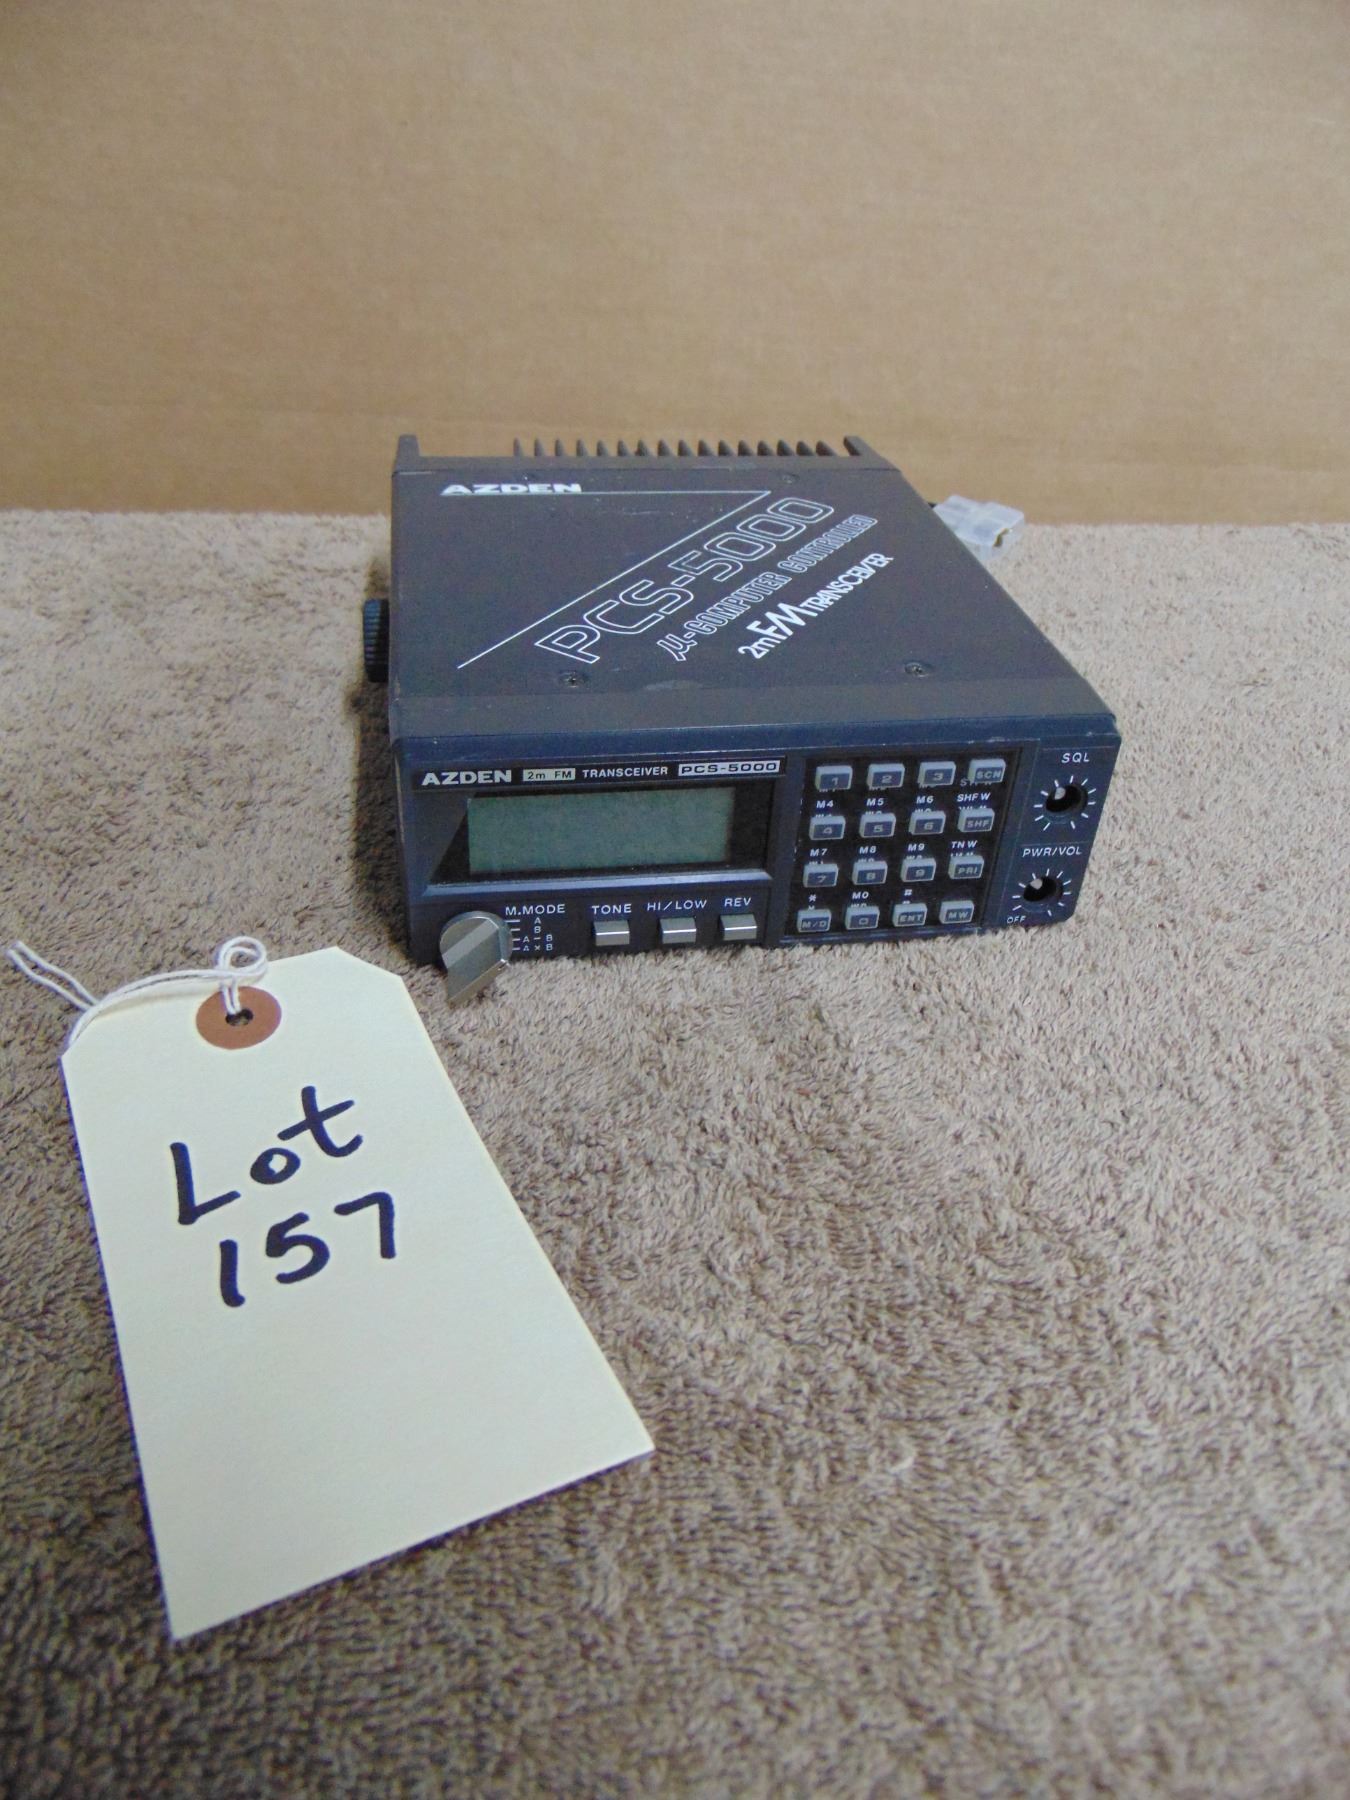 AZDEN
PCS-5000
µ-COMPUTER CONTROLLED
2m FM TRANSCEIVER
AZDEN 2m FM TRANSCEIVER PCS-5000
SQL
1 2 3 SCN
M4 M5 M6 SHFW
4 5 6 SHF
PWR/VOL
M7 M8 M9 TNW
7 8 9 PRI
* M0 #
M/D 0 ENT MW
OFF
M.MODE TONE HI/LOW REV
A
B
A-B
A×B
Lot
157